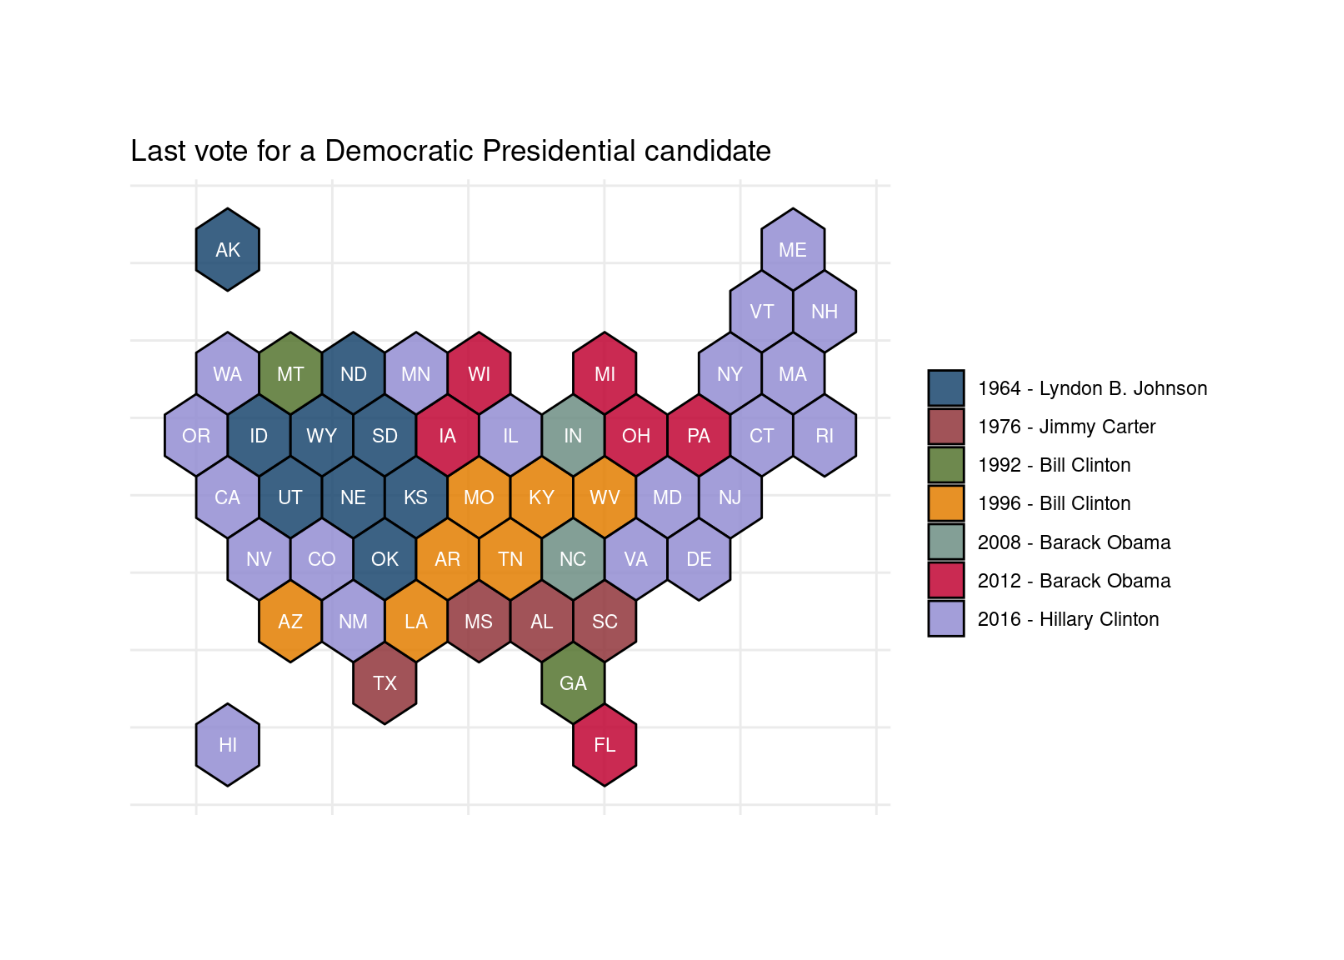 Last vote for a Democratic Presidential candidate
AK
ME
VT NH
WA MT ND MN WI MI NY MA
OR ID WY SD IA IL IN OH PA CT RI
CA UT NE KS MO KY WV MD NJ
NV CO OK AR TN NC VA DE
AZ NM LA MS AL SC
TX GA
HI FL
1964 - Lyndon B. Johnson
1976 - Jimmy Carter
1992 - Bill Clinton
1996 - Bill Clinton
2008 - Barack Obama
2012 - Barack Obama
2016 - Hillary Clinton